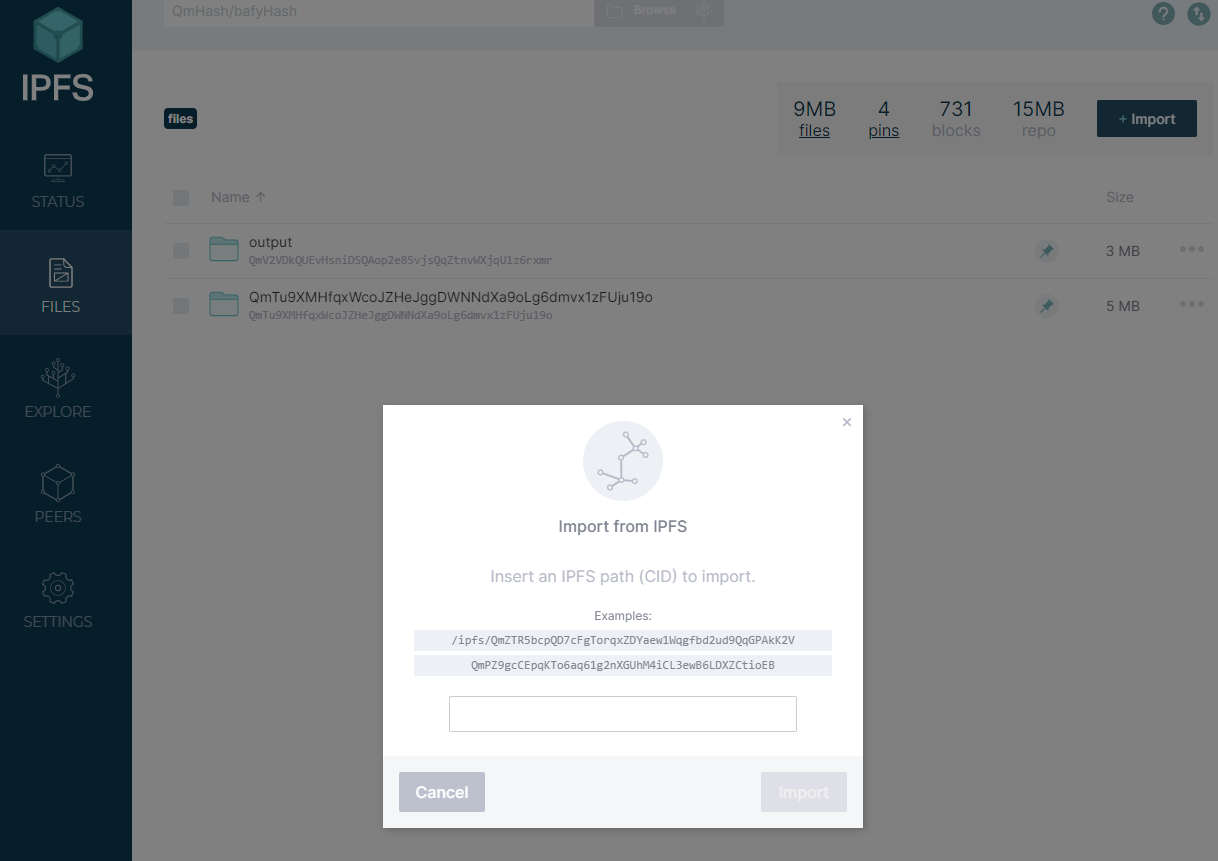 QmHash/bafyHash
Browse
IPFS
STATUS
FILES
EXPLORE
PEERS
SETTINGS
files
9MB
files
4
pins
731
blocks
15MB
repo
+ Import
Name ↑
Size
output
QmV2VDkQUEvHsniDSQAop2e85vjsQqZtnvWXjqU1z6rxmr
3 MB
QmTu9XMHfqxWcoJZHeJggDWNNdXa9oLg6dmvx1zFUju19o
QmTu9XMHfqxWcoJZHeJggDWNNdXa9oLg6dmvx1zFUju19o
5 MB
Import from IPFS
Insert an IPFS path (CID) to import.
Examples:
/ipfs/QmZTR5bcpQD7cFgTorqxZDYaew1Wqgfbd2ud9QqGPAkK2V
QmPZ9gcCEpqKTo6aq61g2nXGUhM4iCL3ewB6LDXZCtioEB
Cancel
Import